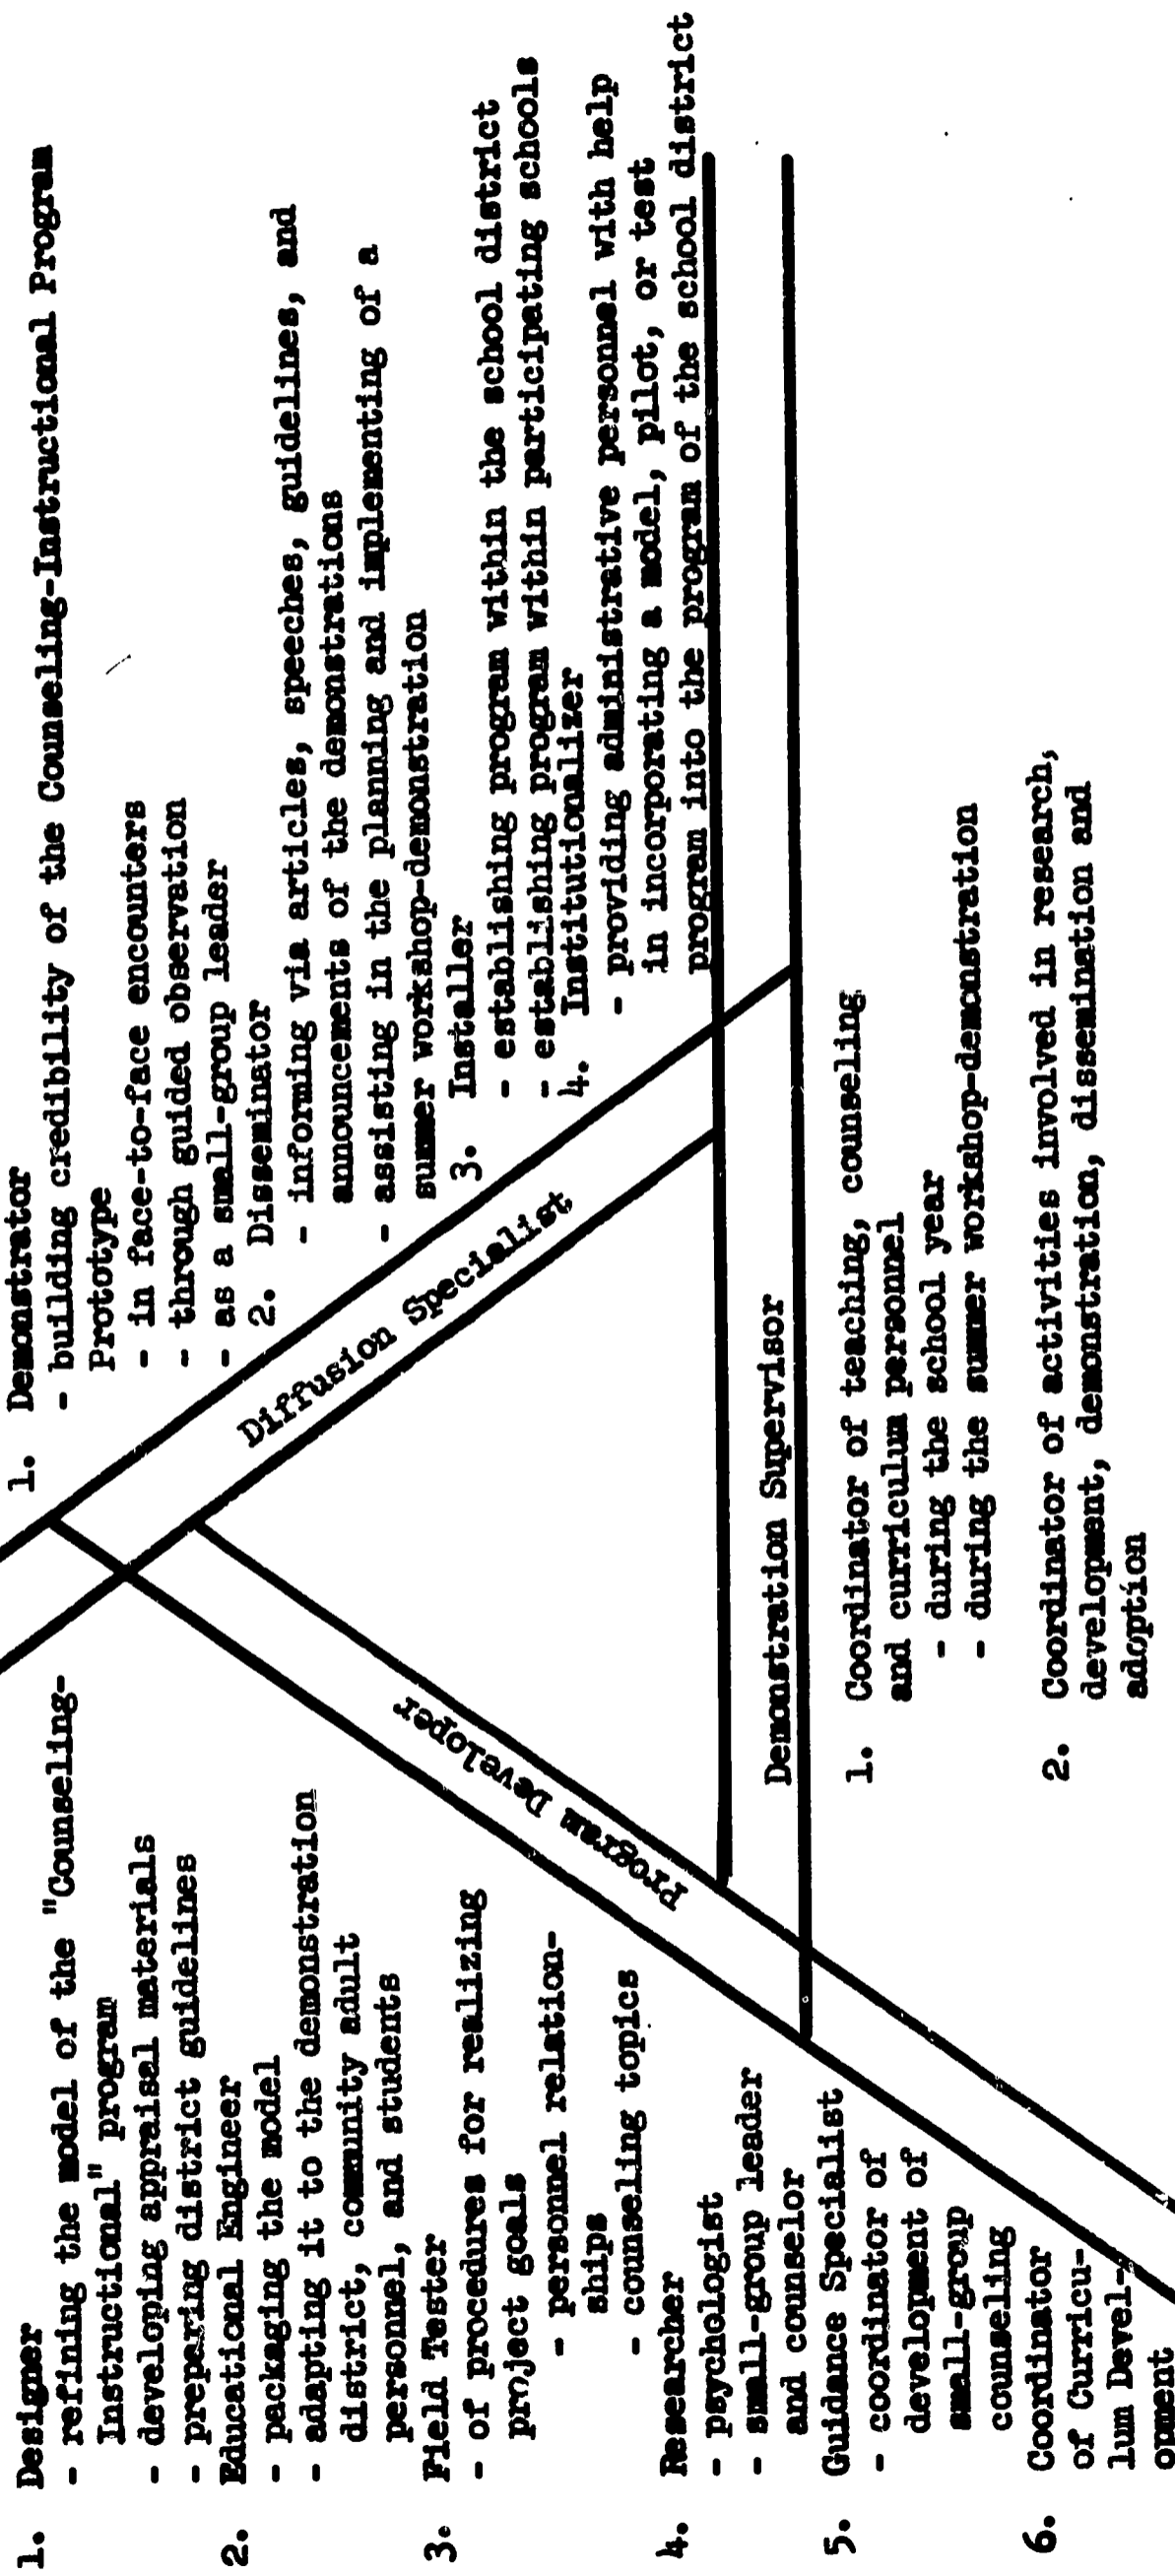 1. Designer
- refining the model of the "Counseling-
Instructional" program
- developing appraisal materials
- preparing district guidelines
2. Educational Engineer
- packaging the model
- adapting it to the demonstration
district, community adult
personnel, and students
3. Field Tester
- of procedures for realizing
project goals
- personnel relation-
ships
- counseling topics
4. Researcher
- psychologist
- small-group leader
and counselor
5. Guidance Specialist
- coordinator of
development of
small-group
counseling
6. Coordinator
of Curricu-
lum Devel-
opment
Program Developer
Diffusion Specialist
1. Demonstrator
- building credibility of the Counseling-Instructional Program
Prototype
- in face-to-face encounters
- through guided observation
- as a small-group leader
2. Disseminator
- informing via articles, speeches, guidelines, and
announcements of the demonstrations
- assisting in the planning and implementing of a
summer workshop-demonstration
3. Installer
- establishing program within the school district
- establishing program within participating schools
4. Institutionalizer
- providing administrative personnel with help
in incorporating a model, pilot, or test
program into the program of the school district
Demonstration Supervisor
1. Coordinator of teaching, counseling
and curriculum personnel
- during the school year
- during the summer workshop-demonstration
2. Coordinator of activities involved in research,
development, demonstration, dissemination and
adoption